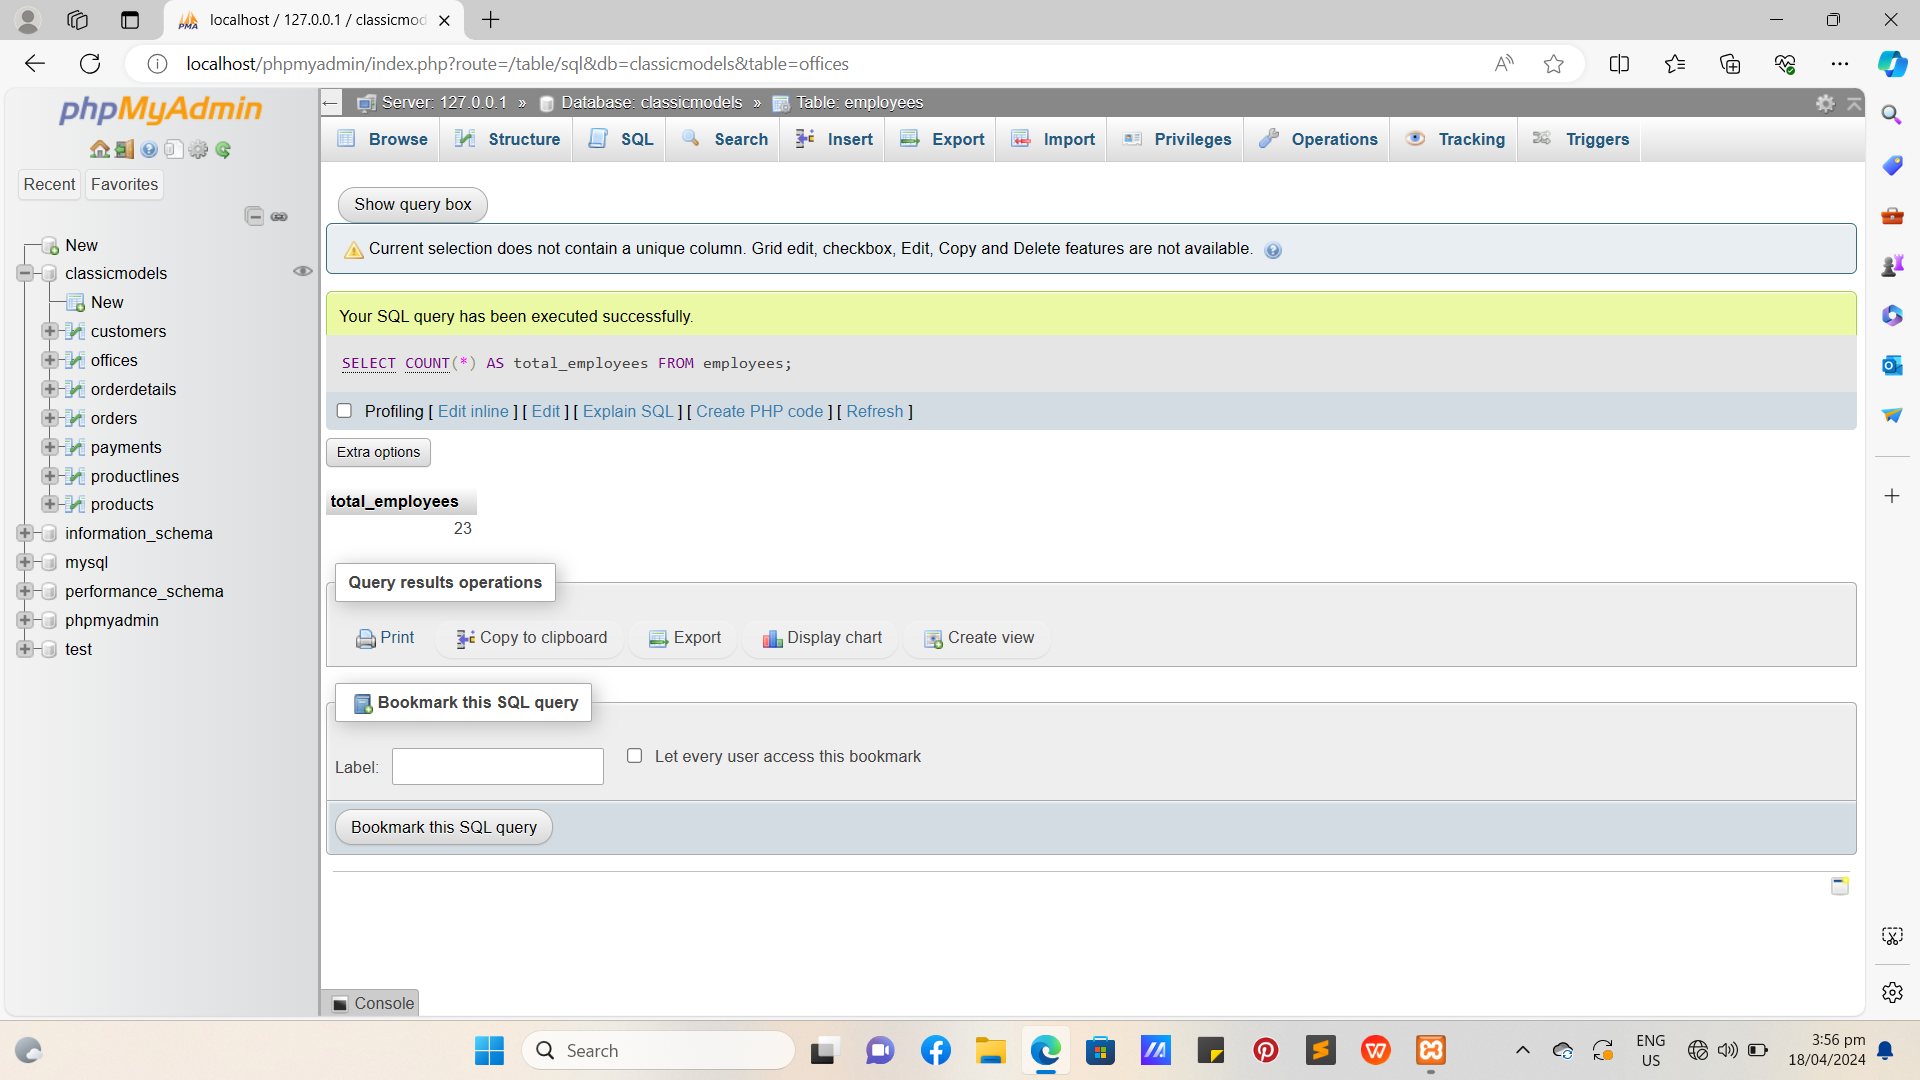 localhost / 127.0.0.1 / classicmod
localhost/phpmyadmin/index.php?route=/table/sql&db=classicmodels&table=offices
phpMyAdmin
Recent
Favorites
New
classicmodels
New
customers
offices
orderdetails
orders
payments
productlines
products
information_schema
mysql
performance_schema
phpmyadmin
test
Server: 127.0.0.1 » Database: classicmodels » Table: employees
Browse
Structure
SQL
Search
Insert
Export
Import
Privileges
Operations
Tracking
Triggers
Show query box
Current selection does not contain a unique column. Grid edit, checkbox, Edit, Copy and Delete features are not available.
Your SQL query has been executed successfully.
SELECT COUNT(*) AS total_employees FROM employees;
Profiling [ Edit inline ] [ Edit ] [ Explain SQL ] [ Create PHP code ] [ Refresh ]
Extra options
total_employees
23
Query results operations
Print
Copy to clipboard
Export
Display chart
Create view
Bookmark this SQL query
Label:
Let every user access this bookmark
Bookmark this SQL query
Console
Search
ENG
US
3:56 pm
18/04/2024